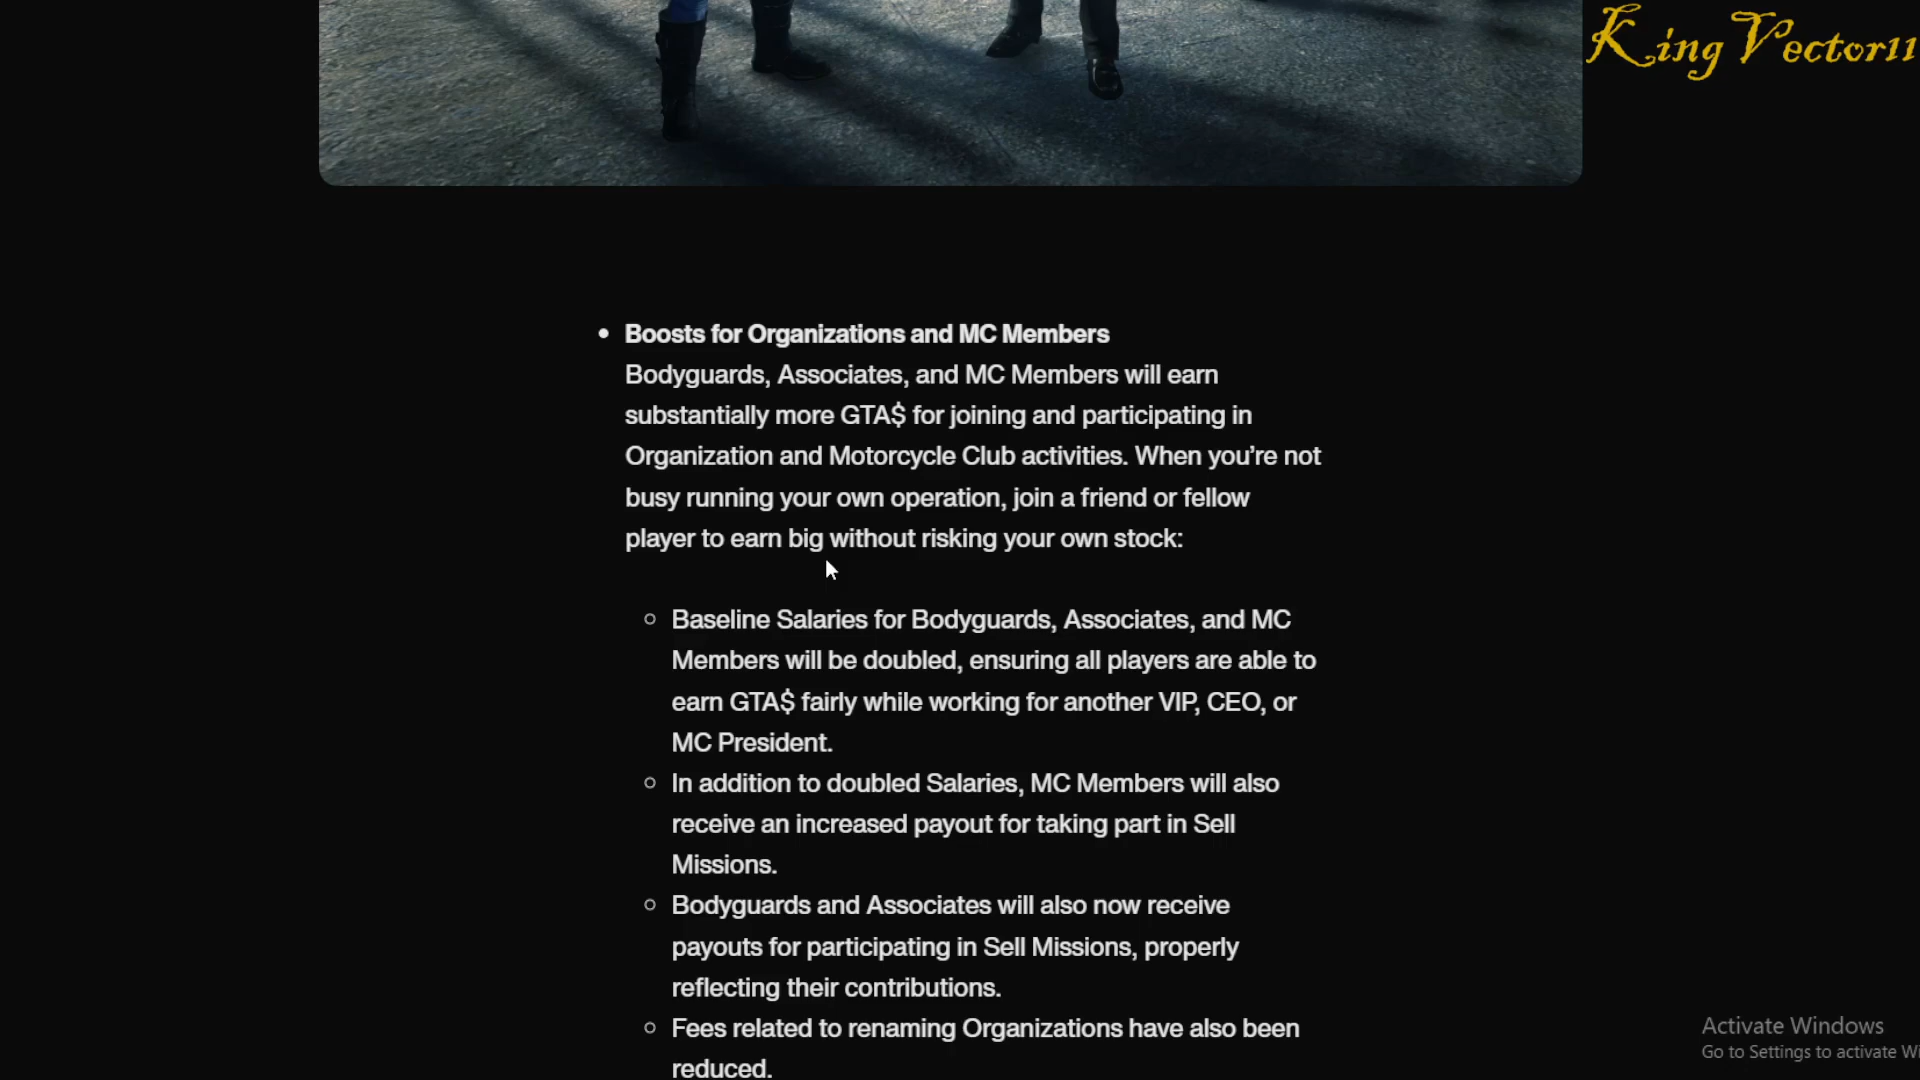 KingVector11
Boosts for Organizations and MC Members
Bodyguards, Associates, and MC Members will earn
substantially more GTA$ for joining and participating in
Organization and Motorcycle Club activities. When you’re not
busy running your own operation, join a friend or fellow
player to earn big without risking your own stock:
Baseline Salaries for Bodyguards, Associates, and MC
Members will be doubled, ensuring all players are able to
earn GTA$ fairly while working for another VIP, CEO, or
MC President.
In addition to doubled Salaries, MC Members will also
receive an increased payout for taking part in Sell
Missions.
Bodyguards and Associates will also now receive
payouts for participating in Sell Missions, properly
reflecting their contributions.
Fees related to renaming Organizations have also been
reduced.
Activate Windows
Go to Settings to activate Wi